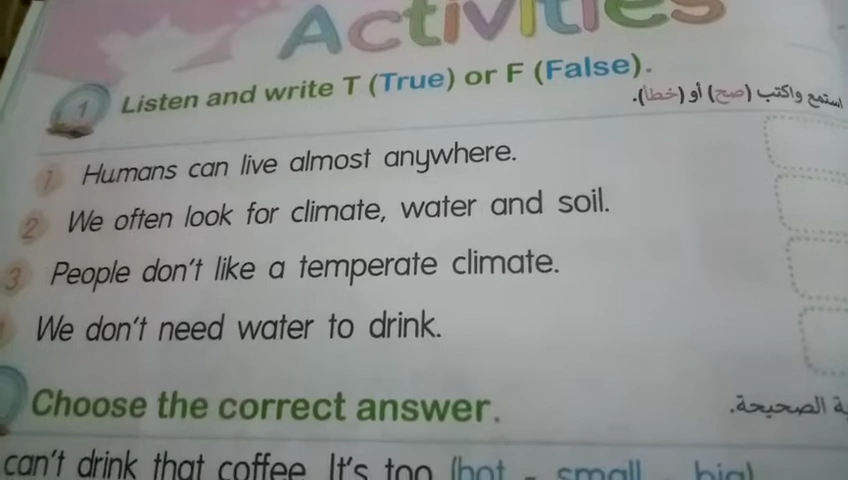 Activities
1 Listen and write T (True) or F (False).
استمع واكتب (صح) أو (خطأ).
1. Humans can live almost anywhere.
2. We often look for climate, water and soil.
3. People don't like a temperate climate.
We don't need water to drink.
Choose the correct answer.
الصحيحة.
can't drink that coffee. It's too (hot - small - big)